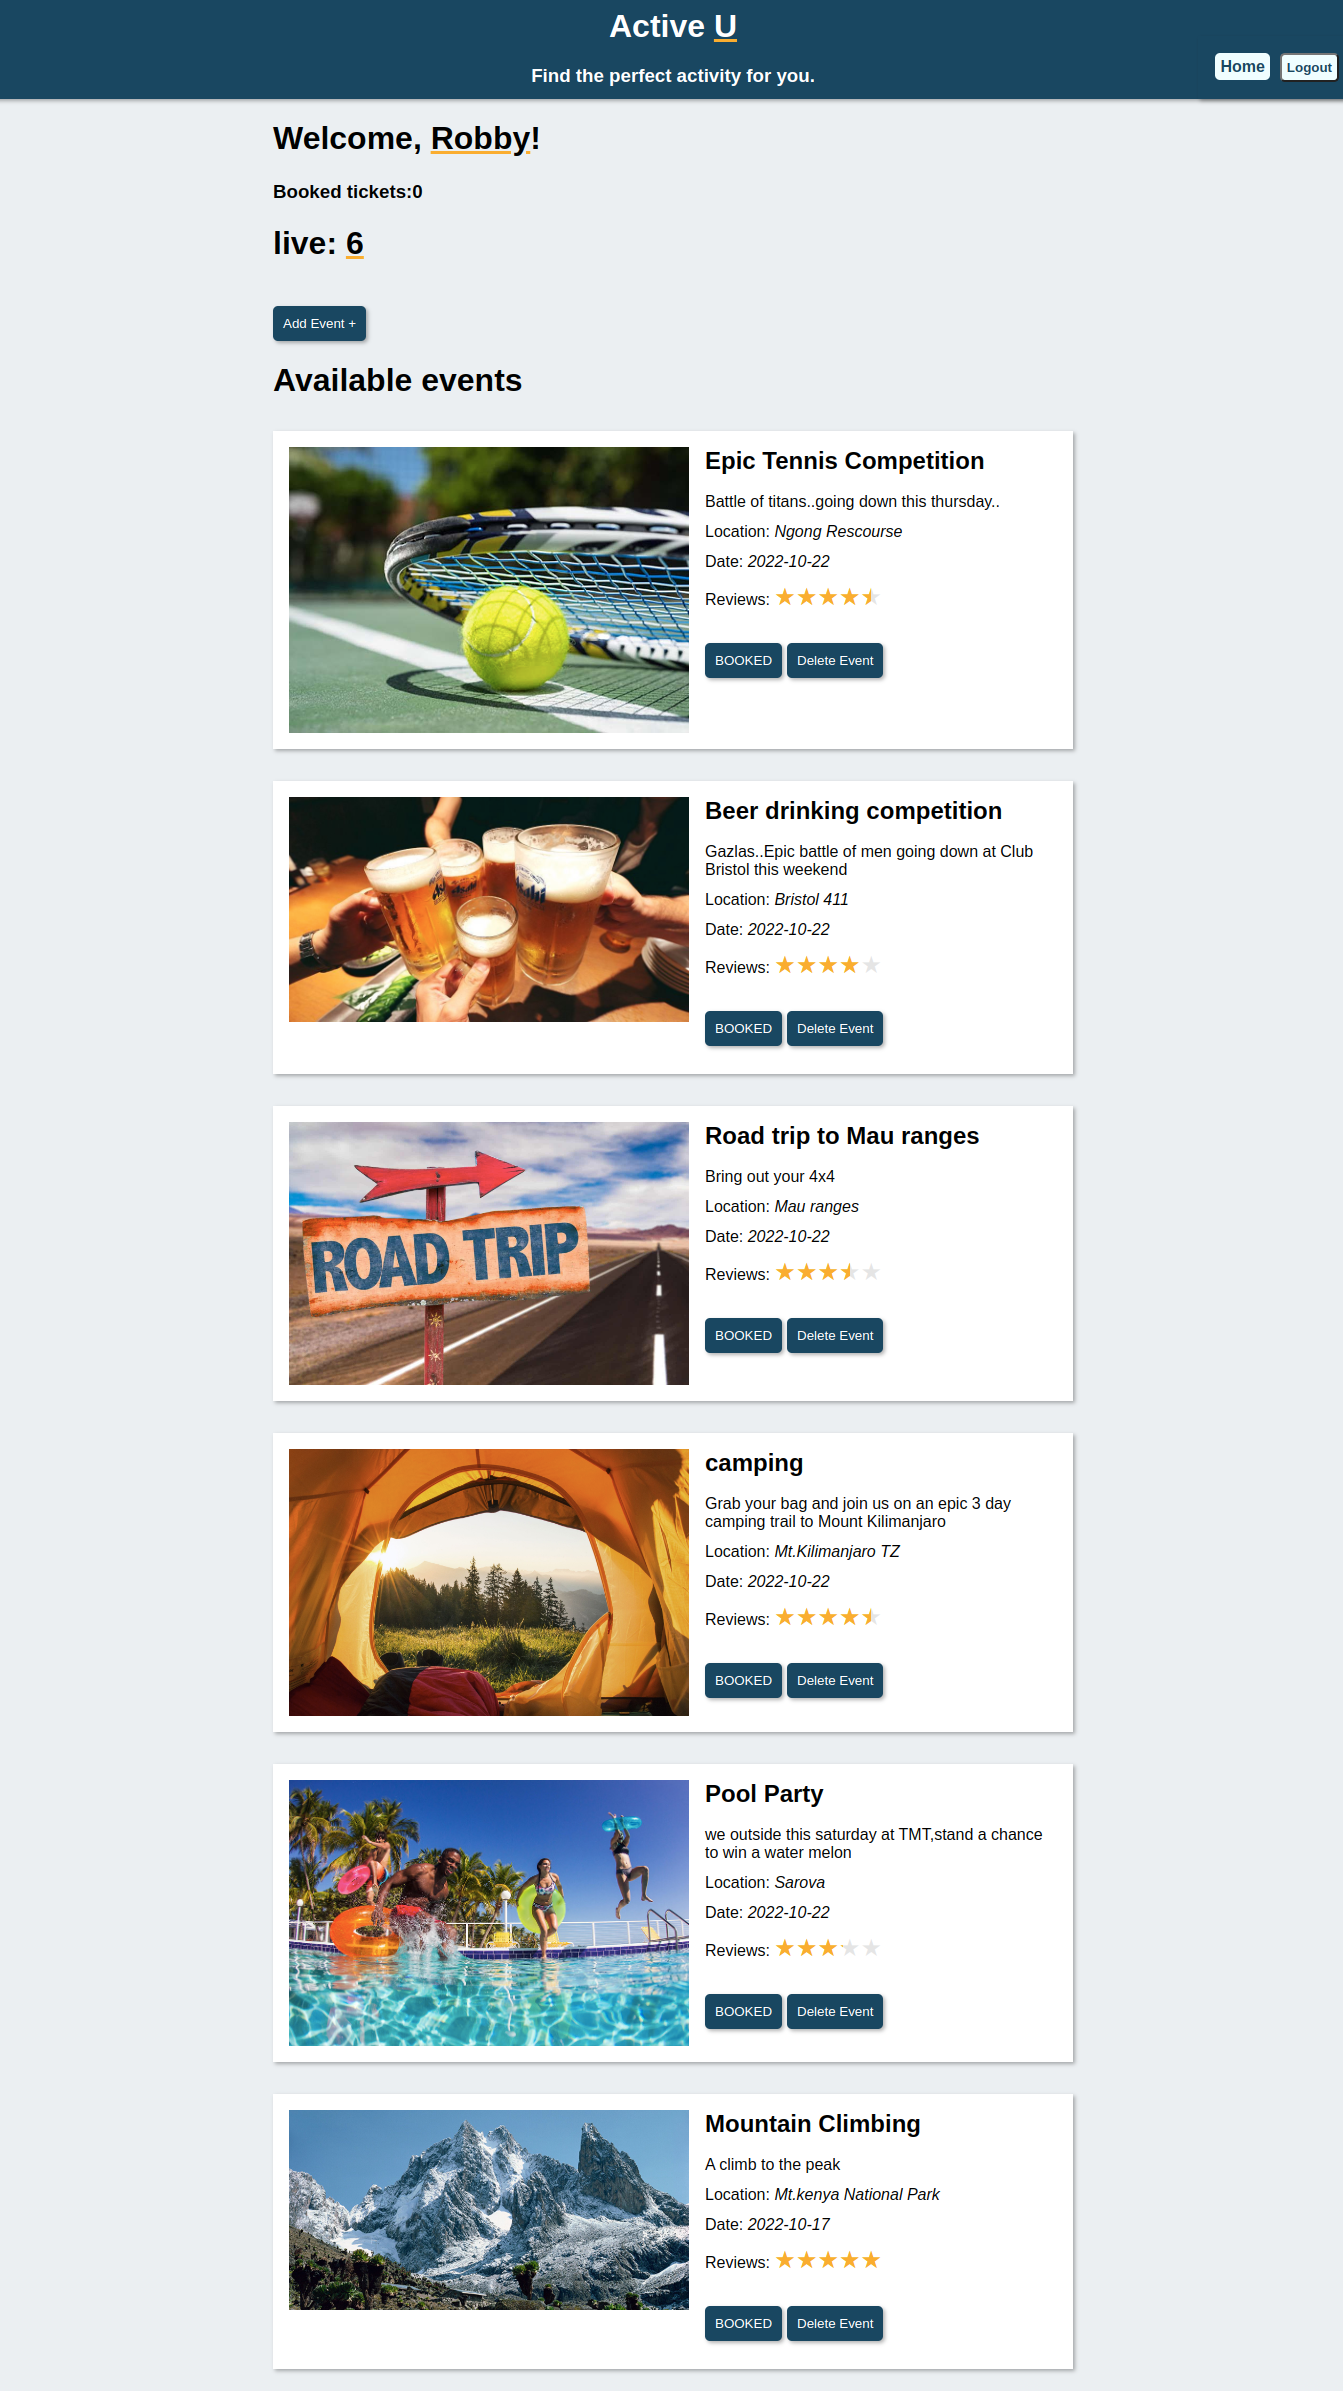 Active U
Find the perfect activity for you.
Home Logout
Welcome, Robby!
Booked tickets:0
live: 6
Add Event +
Available events
Epic Tennis Competition
Battle of titans..going down this thursday..
Location: Ngong Rescourse
Date: 2022-10-22
Reviews:
BOOKED Delete Event
Beer drinking competition
Gazlas..Epic battle of men going down at Club
Bristol this weekend
Location: Bristol 411
Date: 2022-10-22
Reviews:
BOOKED Delete Event
ROAD TRIP
Road trip to Mau ranges
Bring out your 4x4
Location: Mau ranges
Date: 2022-10-22
Reviews:
BOOKED Delete Event
camping
Grab your bag and join us on an epic 3 day
camping trail to Mount Kilimanjaro
Location: Mt.Kilimanjaro TZ
Date: 2022-10-22
Reviews:
BOOKED Delete Event
Pool Party
we outside this saturday at TMT,stand a chance
to win a water melon
Location: Sarova
Date: 2022-10-22
Reviews:
BOOKED Delete Event
Mountain Climbing
A climb to the peak
Location: Mt.kenya National Park
Date: 2022-10-17
Reviews:
BOOKED Delete Event